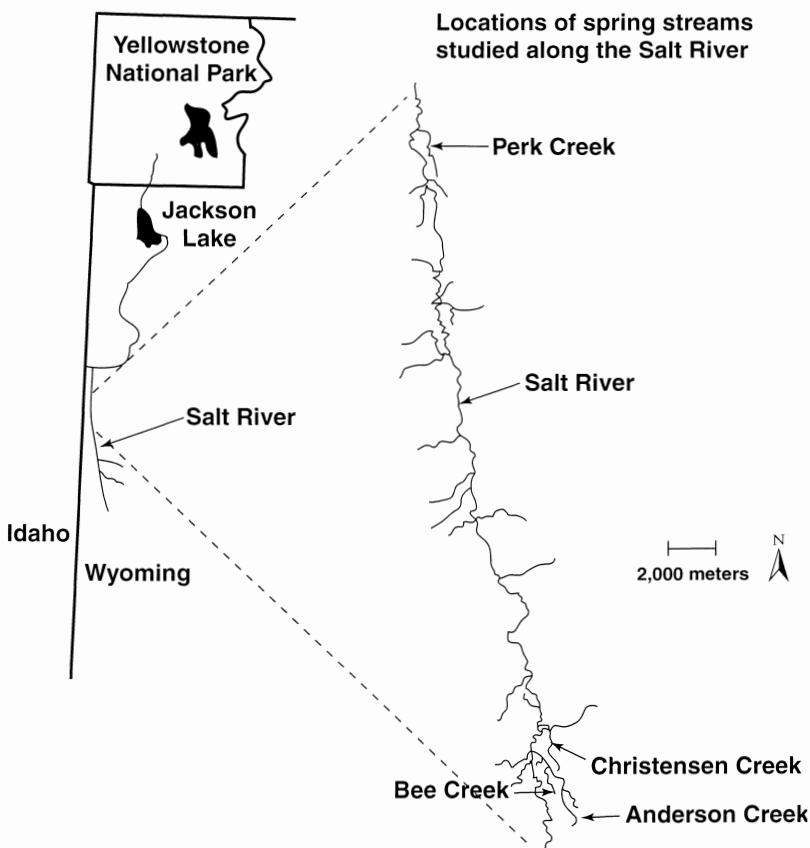 Locations of spring streams
studied along the Salt River
Yellowstone
National Park
Perk Creek
Jackson
Lake
Salt River
Salt River
Idaho
Wyoming
N
2,000 meters
Christensen Creek
Bee Creek
Anderson Creek